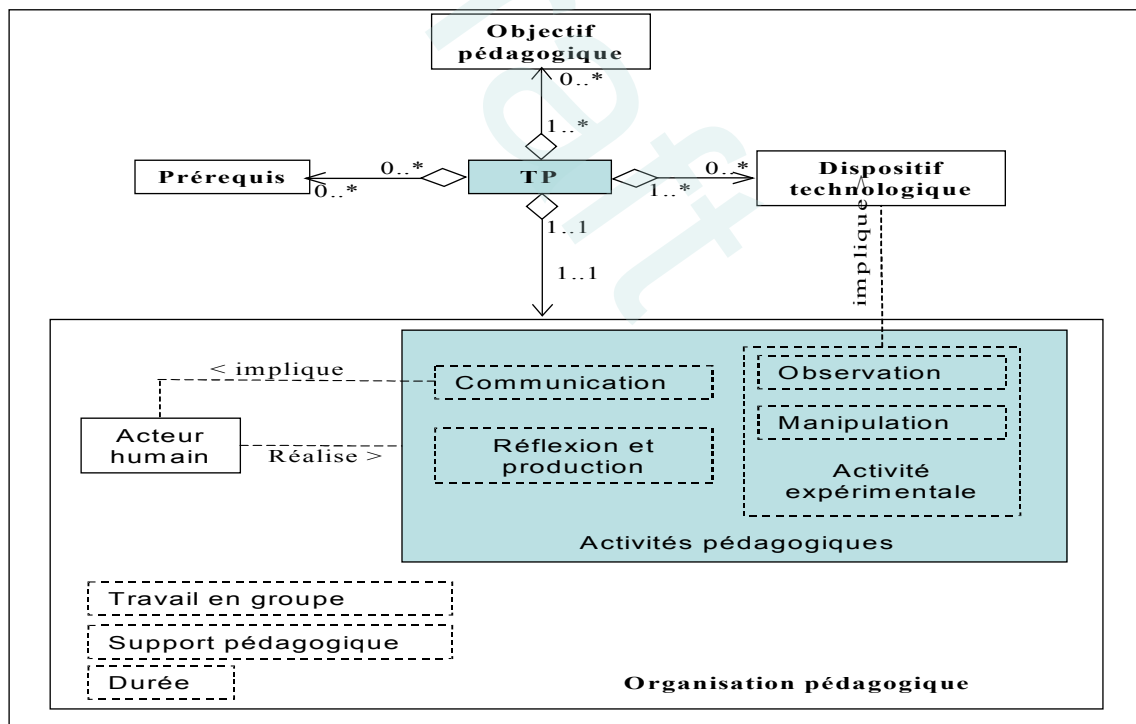 Objectif
pédagogique
0..*
1..*
Prérequis
0..*
0..*
TP
1..*
0..*
Dispositif
technologique
1..1
1..1
implique >
< implique
Communication
Observation
Manipulation
Acteur
humain
Réalise >
Réflexion et
production
Activité
expérimentale
Activités pédagogiques
Travail en groupe
Support pédagogique
Durée
Organisation pédagogique